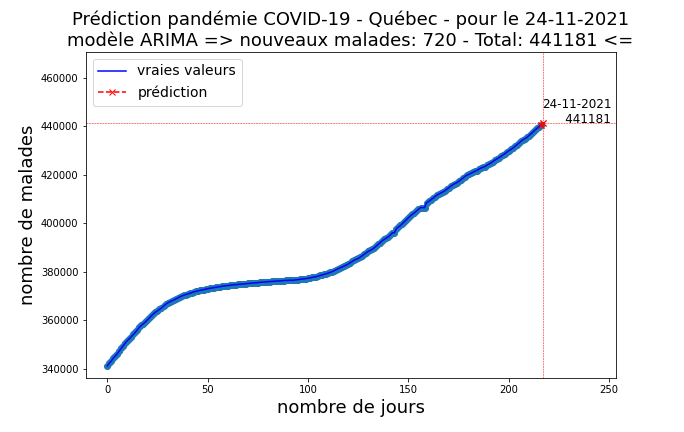 Prédiction pandémie COVID-19 - Québec - pour le 24-11-2021
modèle ARIMA => nouveaux malades: 720 - Total: 441181 <=
vraies valeurs
prédiction
24-11-2021
441181
460000
440000
420000
400000
380000
360000
340000
nombre de malades
0 50 100 150 200 250
nombre de jours